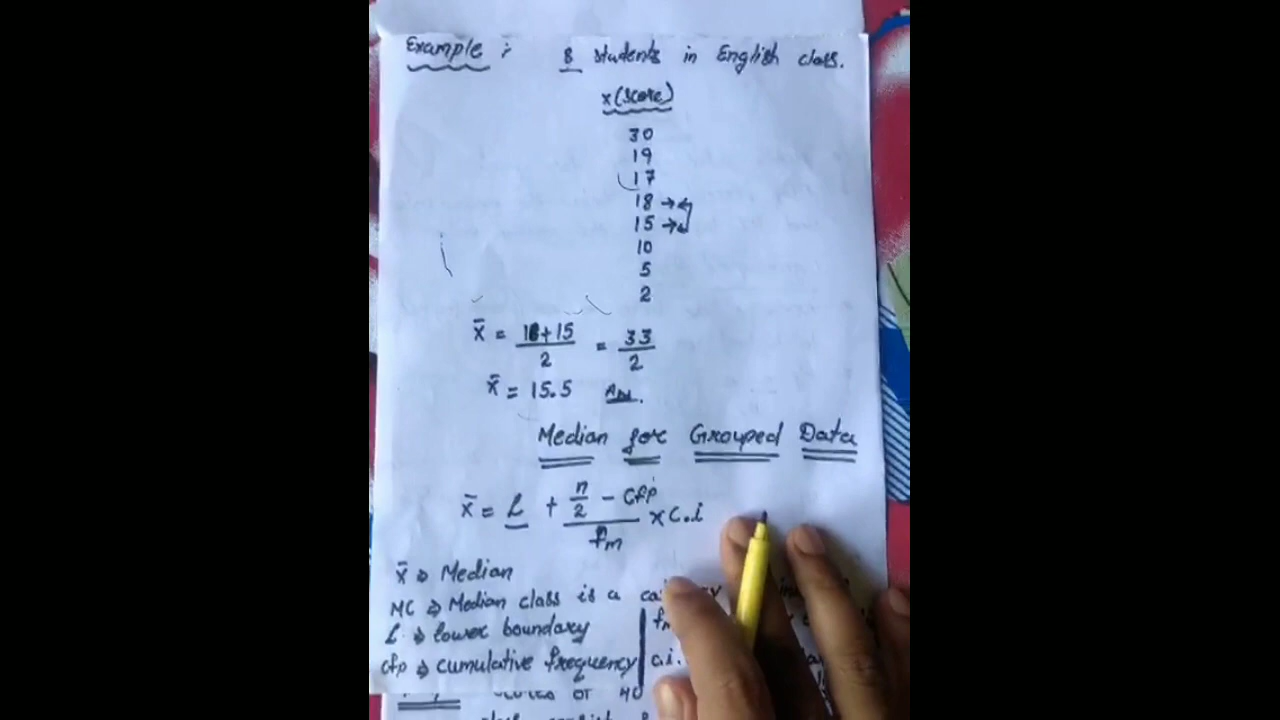 Example : 8 students in English class.
x (score)
30
19
17
18
15
10
5
2
x̄ = 18+15 / 2 = 33 / 2
x̄ = 15.5 Ans.
Median for Grouped Data
x̄ = L + n/2 - cfp / fm x c.i
x̄ ⇒ Median
MC ⇒ Median class is a
L ⇒ lower boundary
cfp ⇒ cumulative frequency c.i.